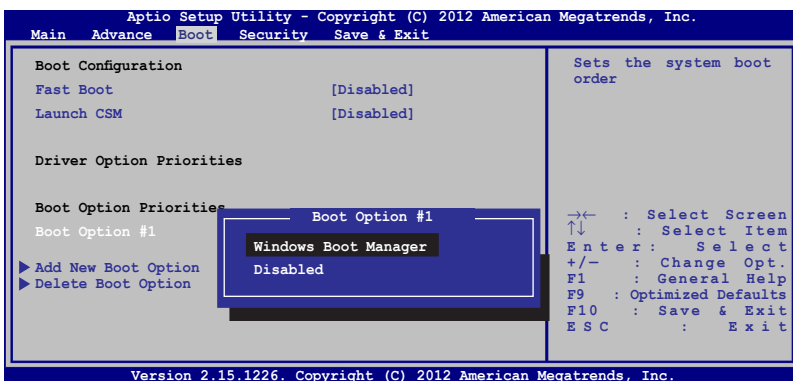 Aptio Setup Utility - Copyright (C) 2012 American Megatrends, Inc.
Main Advance Boot Security Save & Exit
Boot Configuration
Fast Boot [Disabled]
Launch CSM [Disabled]
Driver Option Priorities
Boot Option Priorities
Boot Option #1
Add New Boot Option
Delete Boot Option
Boot Option #1
Windows Boot Manager
Disabled
Sets the system boot
order
→← : Select Screen
↑↓ : Select Item
Enter: Select
+/— : Change Opt.
F1 : General Help
F9 : Optimized Defaults
F10 : Save & Exit
ESC : Exit
Version 2.15.1226. Copyright (C) 2012 American Megatrends, Inc.